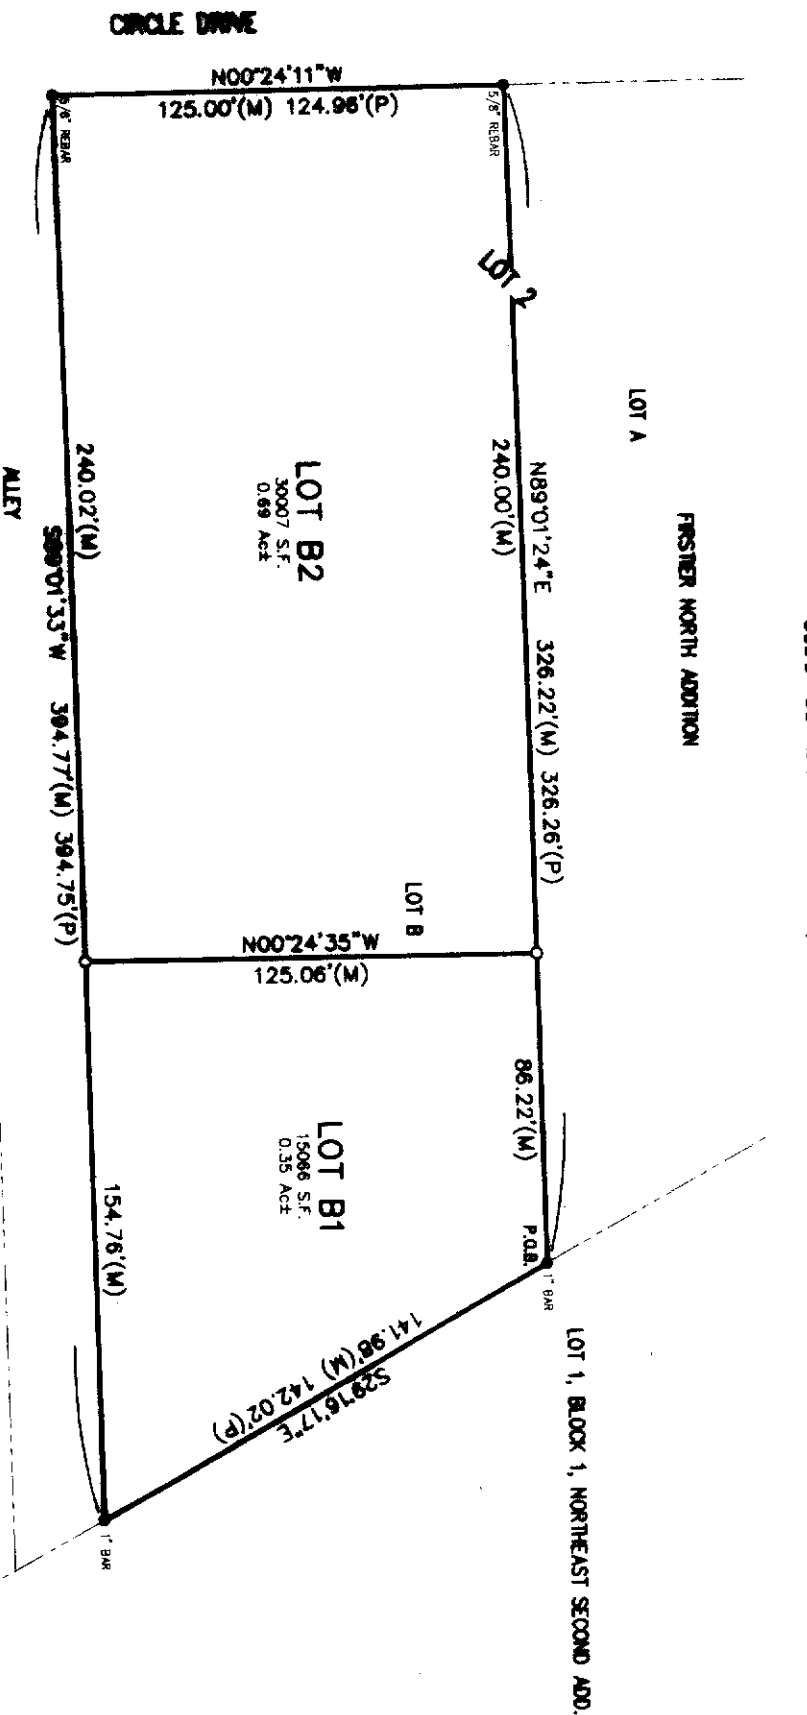 CIRCLE DRIVE
N00°24'11"W
125.00'(M) 124.96'(P)
5/8" REBAR
5/8" REBAR
LOT 2
LOT A
FIRSTIER NORTH ADDITION
N89°01'24"E 326.22'(M) 326.26'(P)
240.00'(M)
LOT B2
30007 S.F.
0.69 Ac±
240.02'(M)
S89°01'33"W 394.77'(M) 394.75'(P)
ALLEY
LOT B
N00°24'35"W
125.06'(M)
86.22'(M)
P.O.B.
1" BAR
LOT B1
15066 S.F.
0.35 Ac±
154.76'(M)
141.98'(M) 142.02'(P)
S29°16'17"E
1" BAR
LOT 1, BLOCK 1, NORTHEAST SECOND ADD.